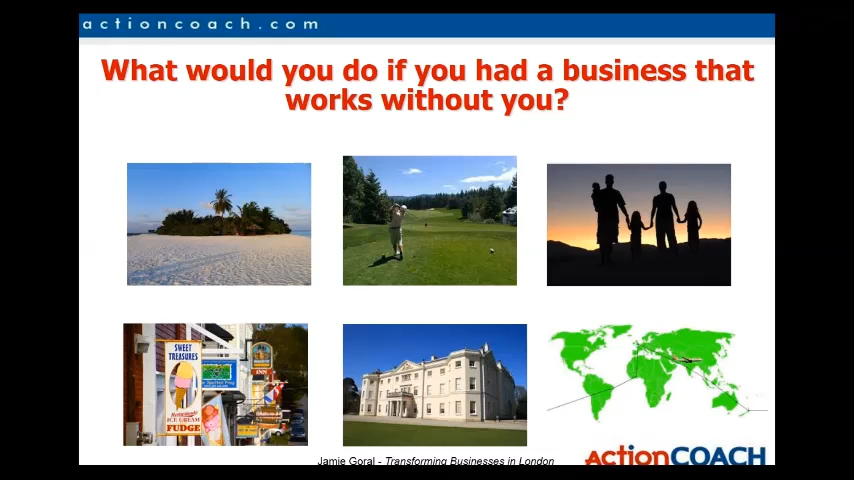 actioncoach.com
What would you do if you had a business that
works without you?
SWEET
TREASURES
ICE CREAM
FUDGE
INN
Jamie Goral - Transforming Businesses in London
ActionCOACH